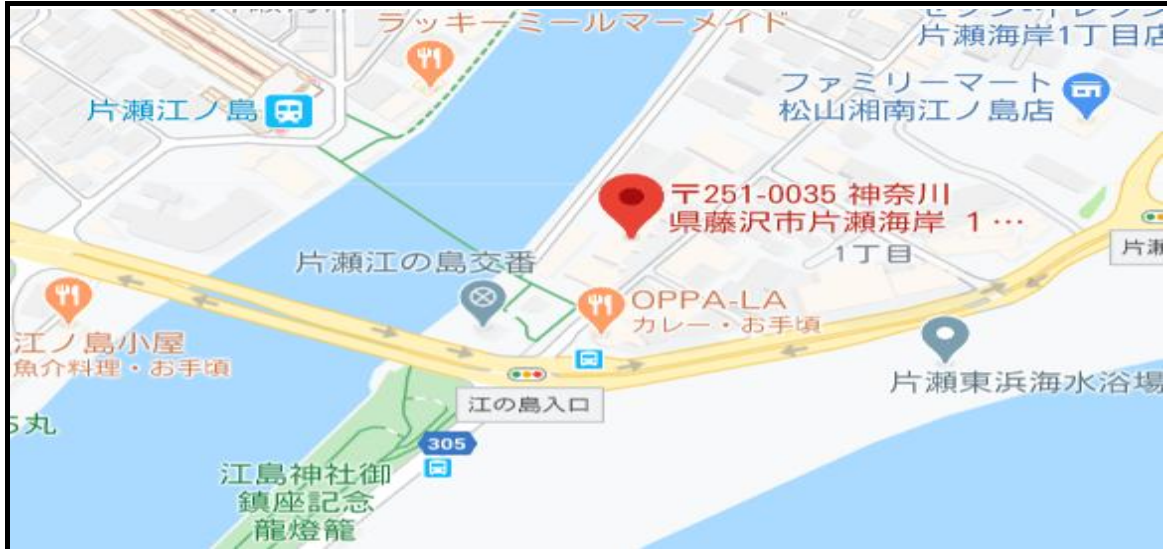 ラッキーミールマーメイド
片瀬海岸1丁目店
片瀬江ノ島
ファミリーマート
松山湘南江ノ島店
〒251-0035 神奈川
県藤沢市片瀬海岸 1 …
1丁目
片瀬
片瀬江の島交番
OPPA-LA
カレー・お手頃
江ノ島小屋
魚介料理・お手頃
片瀬東浜海水浴場
江の島入口
丸
305
江島神社御
鎮座記念
龍燈籠